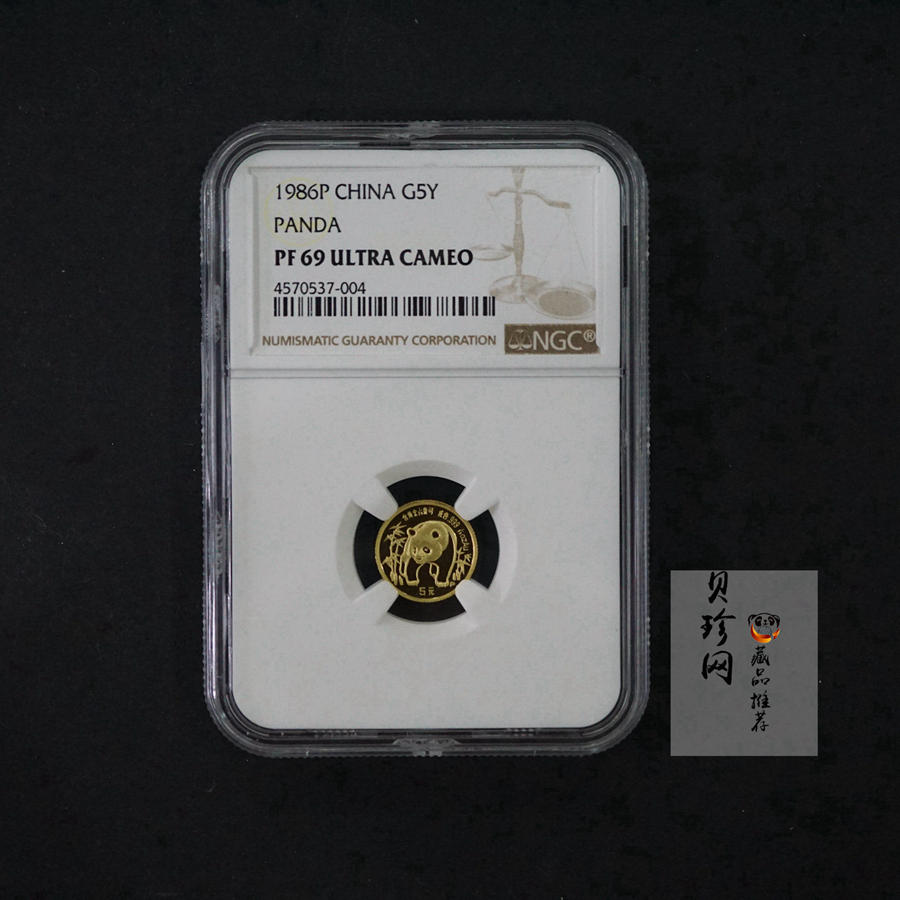 1986P CHINA G5Y
PANDA
PF 69 ULTRA CAMEO
4570537-004
NUMISMATIC GUARANTY CORPORATION
NGC®
5元
贝珍网
藏品推荐